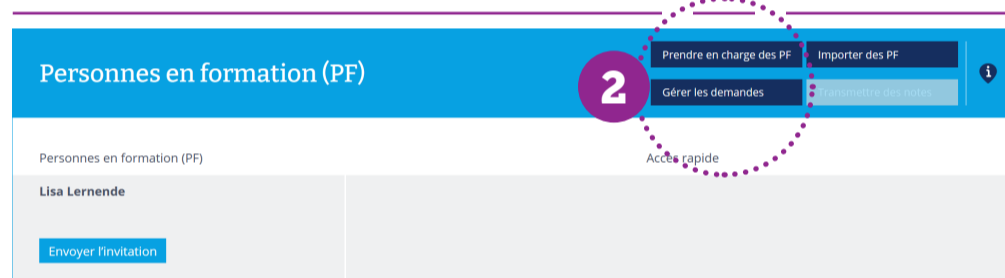 Prendre en charge des PF
Importer des PF
Personnes en formation (PF)
2
Gérer les demandes
Transmettre des notes
Personnes en formation (PF)
Accès rapide
Lisa Lernende
Envoyer l'invitation